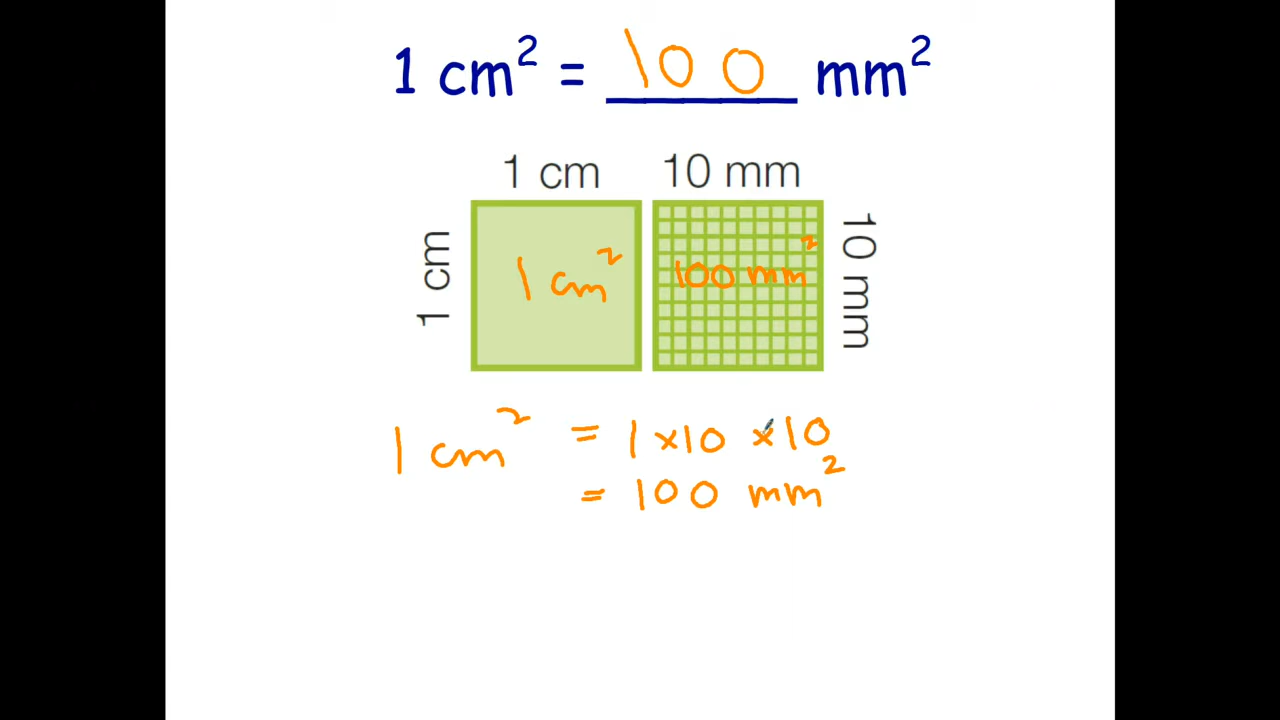 1 cm² = 100 mm²
1 cm 10 mm
1 cm 1 cm² 100 mm² 10 mm
1 cm² = 1 × 10 × 10
= 100 mm²